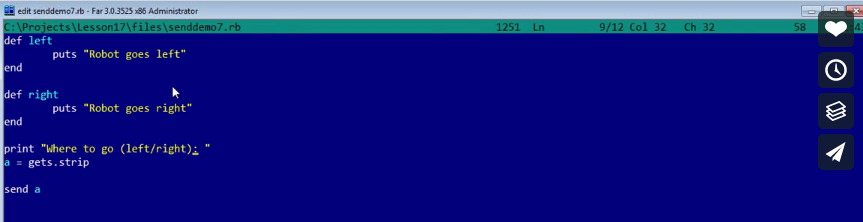 edit senddemo7.rb - Far 3.0.3525 x86 Administrator
C:\Projects\Lesson17\files\senddemo7.rb 1251 Ln 9/12 Col 32 Ch 32 58
def left
puts "Robot goes left"
end
def right
puts "Robot goes right"
end
print "Where to go (left/right): "
a = gets.strip
send a